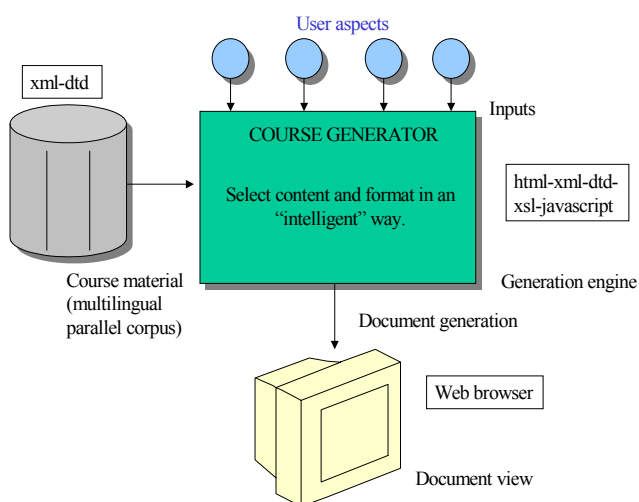 User aspects
xml-dtd
Inputs
COURSE GENERATOR
Select content and format in an
“intelligent” way.
html-xml-dtd-
xsl-javascript
Course material
(multilingual
parallel corpus)
Generation engine
Document generation
Web browser
Document view